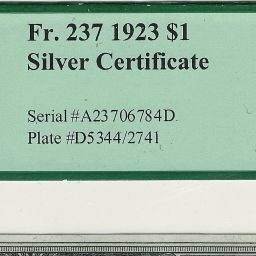 Fr. 237 1923 $1
Silver Certificate
Serial #A23706784D
Plate #D5344/2741